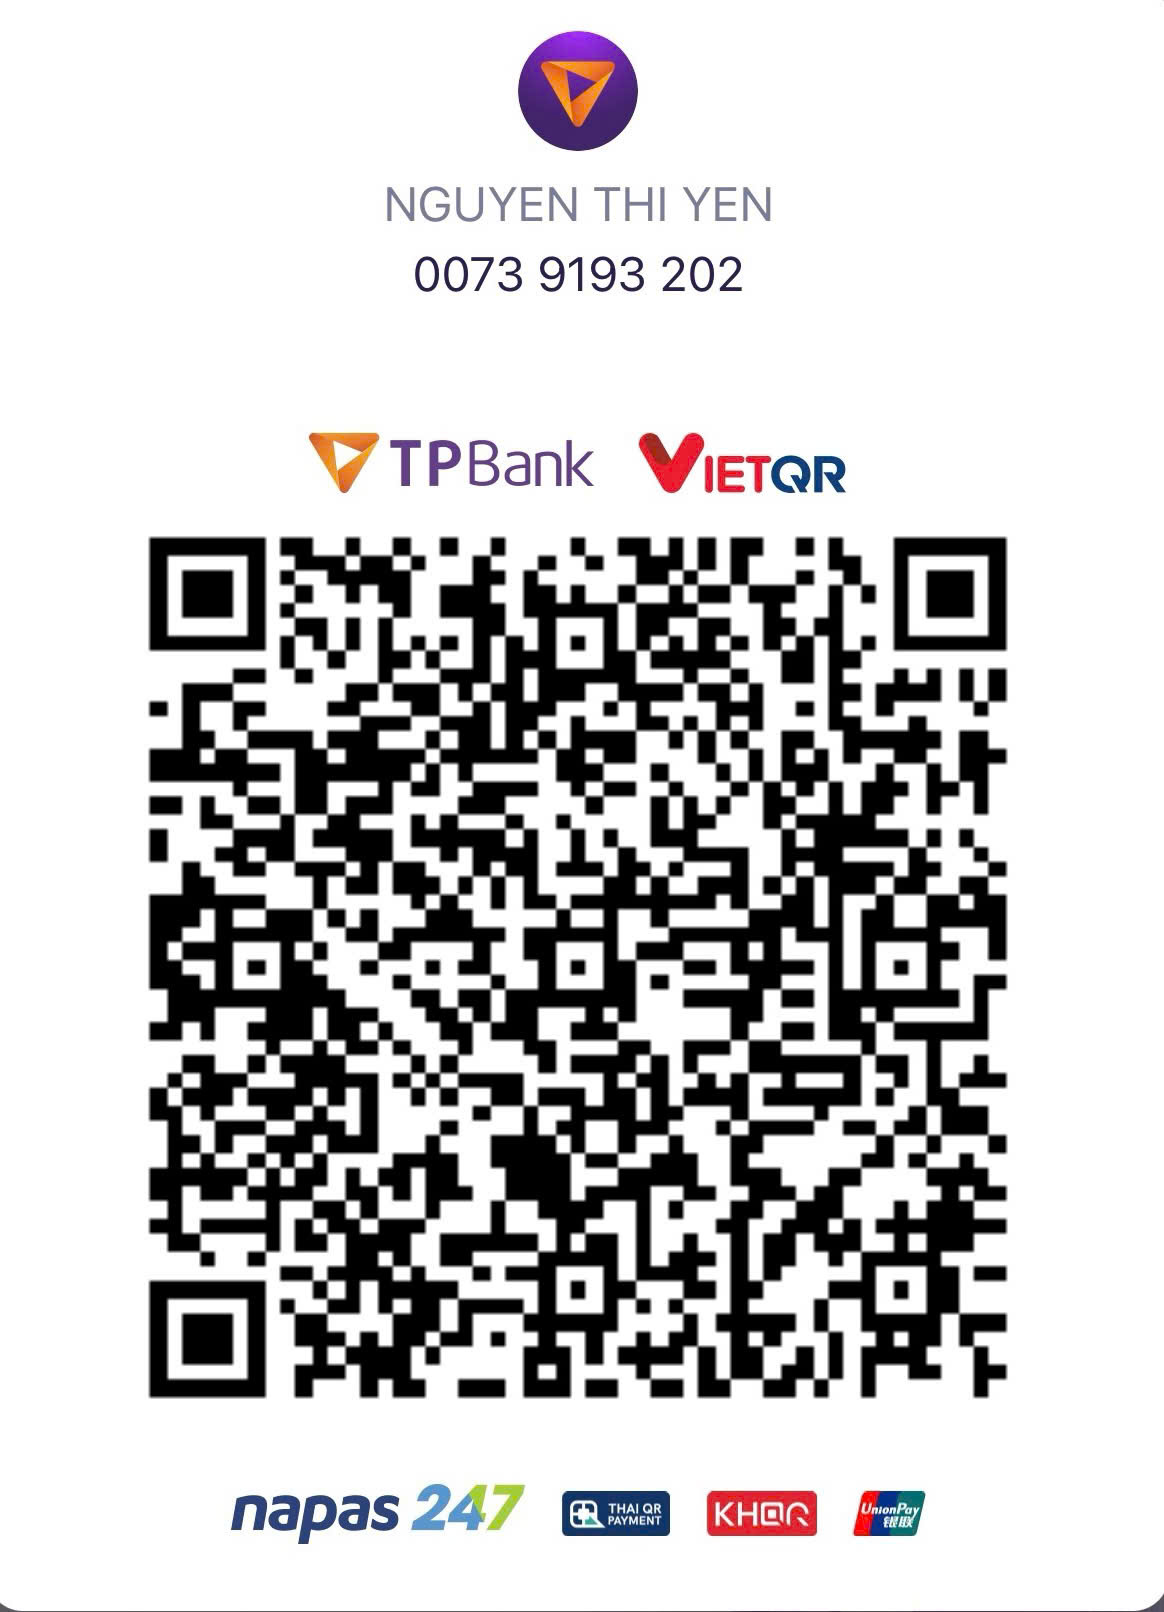 NGUYEN THI YEN
0073 9193 202
TPBank VIETQR
napas 247 THAI QR PAYMENT KHQR UnionPay 银联